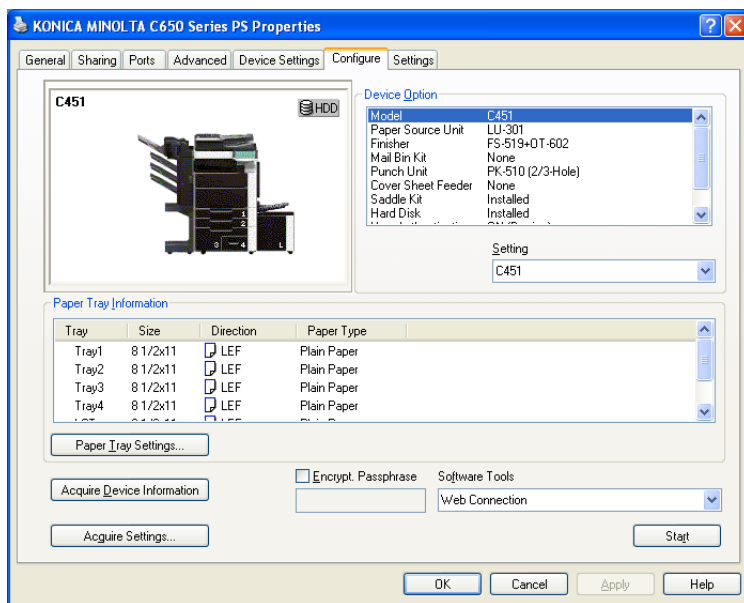 KONICA MINOLTA C650 Series PS Properties
General Sharing Ports Advanced Device Settings Configure Settings
C451
HDD
1
2
3 4 L
Device Option
Model C451
Paper Source Unit LU-301
Finisher FS-519+OT-602
Mail Bin Kit None
Punch Unit PK-510 (2/3-Hole)
Cover Sheet Feeder None
Saddle Kit Installed
Hard Disk Installed
Setting
C451
Paper Tray Information
Tray Size Direction Paper Type
Tray1 8 1/2x11 LEF Plain Paper
Tray2 8 1/2x11 LEF Plain Paper
Tray3 8 1/2x11 LEF Plain Paper
Tray4 8 1/2x11 LEF Plain Paper
Paper Tray Settings...
Acquire Device Information
Encrypt. Passphrase
Software Tools
Web Connection
Acquire Settings...
Start
OK Cancel Apply Help